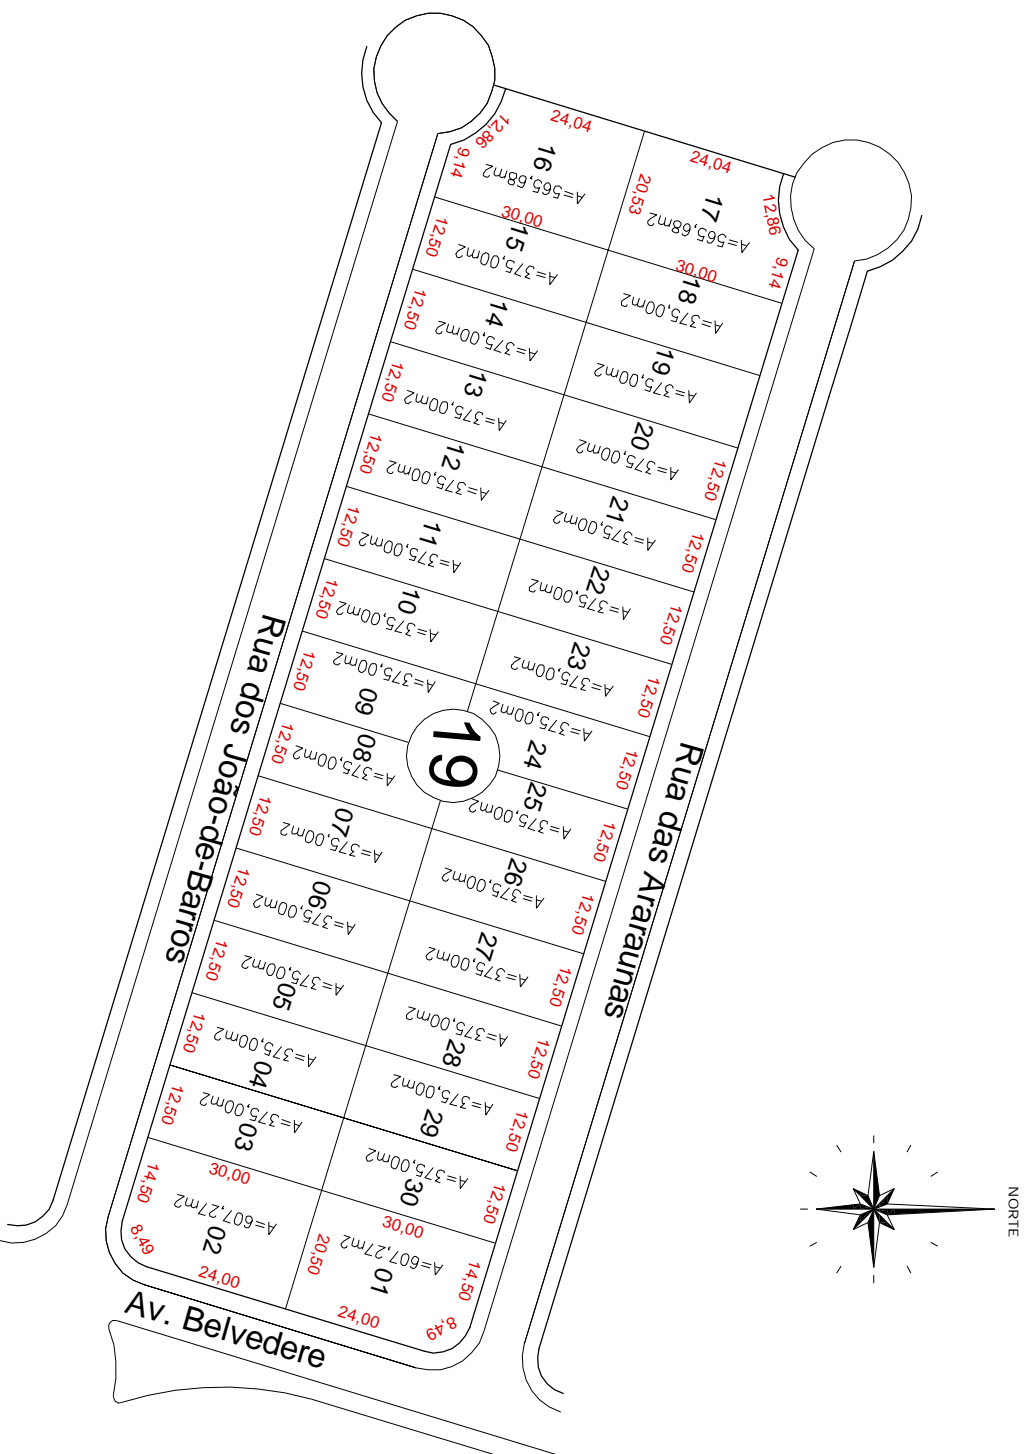 24,04
12,86
9,14
16
A=565,68m2
24,04
20,53
17
A=565,68m2
12,86
9,14
30,00
15
A=375,00m2
12,50
30,00
18
A=375,00m2
14
A=375,00m2
12,50
19
A=375,00m2
13
A=375,00m2
12,50
20
A=375,00m2
12,50
12
A=375,00m2
12,50
21
A=375,00m2
12,50
11
A=375,00m2
12,50
22
A=375,00m2
12,50
10
A=375,00m2
12,50
23
A=375,00m2
12,50
A=375,00m2
09
12,50
A=375,00m2
24
12,50
19
08
A=375,00m2
12,50
25
A=375,00m2
12,50
07
A=375,00m2
12,50
26
A=375,00m2
12,50
06
A=375,00m2
12,50
27
A=375,00m2
12,50
A=375,00m2
05
12,50
A=375,00m2
28
12,50
A=375,00m2
04
12,50
A=375,00m2
29
12,50
A=375,00m2
03
12,50
A=375,00m2
30
12,50
30,00
14,50
A=607,27m2
02
8,49
24,00
30,00
20,50
A=607,27m2
01
14,50
8,49
24,00
Rua dos João-de-Barros
Rua das Araraunas
Av. Belvedere
NORTE